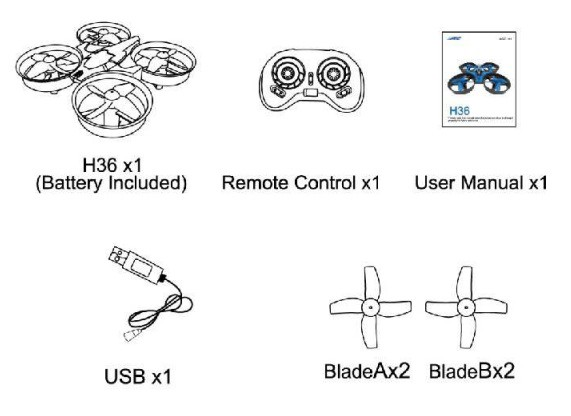 H36
H36 x1
(Battery Included)
Remote Control x1
User Manual x1
USB x1
BladeAx2
BladeBx2